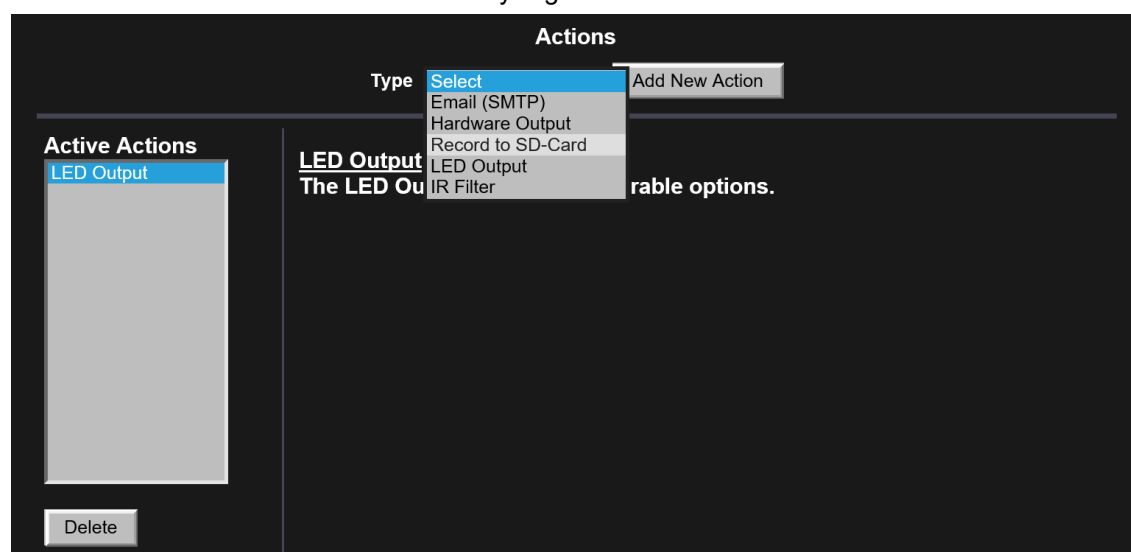 Actions
Type Select Add New Action
Email (SMTP)
Hardware Output
Record to SD-Card
LED Output
IR Filter
Active Actions
LED Output
LED Output
The LED Ou rable options.
Delete